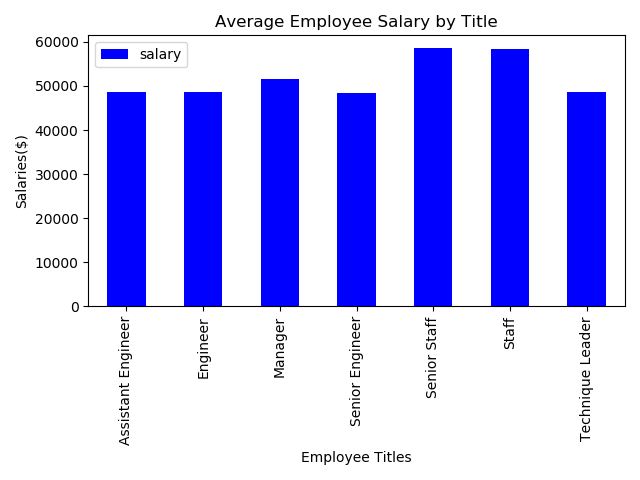 Average Employee Salary by Title
salary
Salaries($)
60000
50000
40000
30000
20000
10000
0
Assistant Engineer
Engineer
Manager
Senior Engineer
Senior Staff
Staff
Technique Leader
Employee Titles